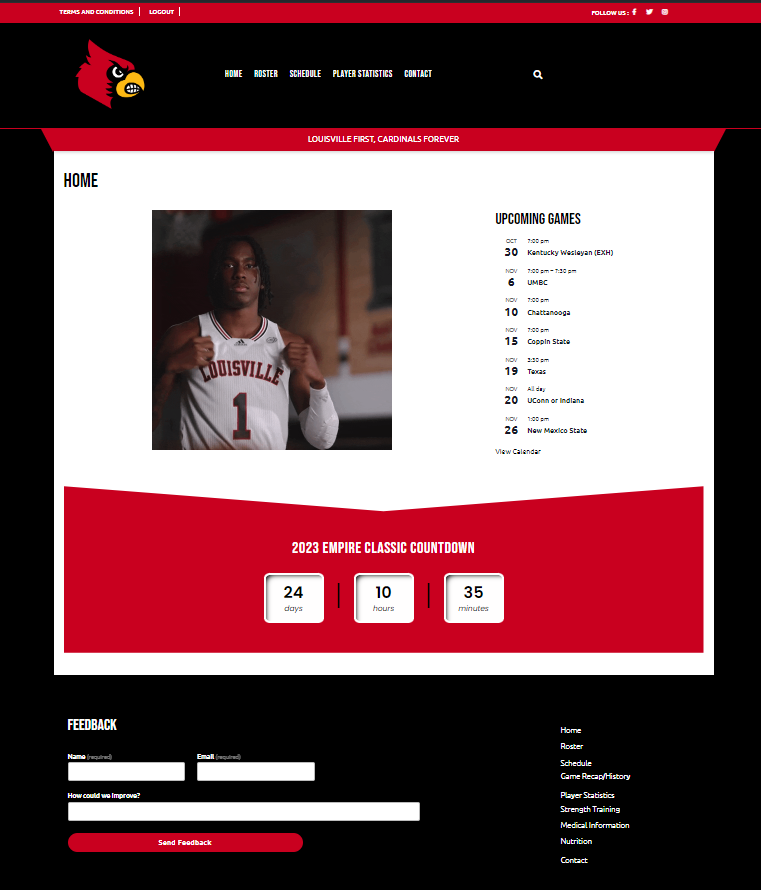 TERMS AND CONDITIONS
LOGOUT
FOLLOW US :
HOME ROSTER SCHEDULE PLAYER STATISTICS CONTACT
LOUISVILLE FIRST, CARDINALS FOREVER
HOME
LOUISVILLE
1
UPCOMING GAMES
OCT 7:00 pm
30 Kentucky Wesleyan (EXH)
NOV 7:00 pm – 7:30 pm
6 UMBC
NOV 7:00 pm
10 Chattanooga
NOV 7:00 pm
15 Coppin State
NOV 3:30 pm
19 Texas
NOV All day
20 UConn or Indiana
NOV 1:00 pm
26 New Mexico State
View Calendar
2023 EMPIRE CLASSIC COUNTDOWN
24 10 35
days hours minutes
FEEDBACK
Name (required) Email (required)
How could we improve?
Send Feedback
Home
Roster
Schedule
Game Recap/History
Player Statistics
Strength Training
Medical Information
Nutrition
Contact